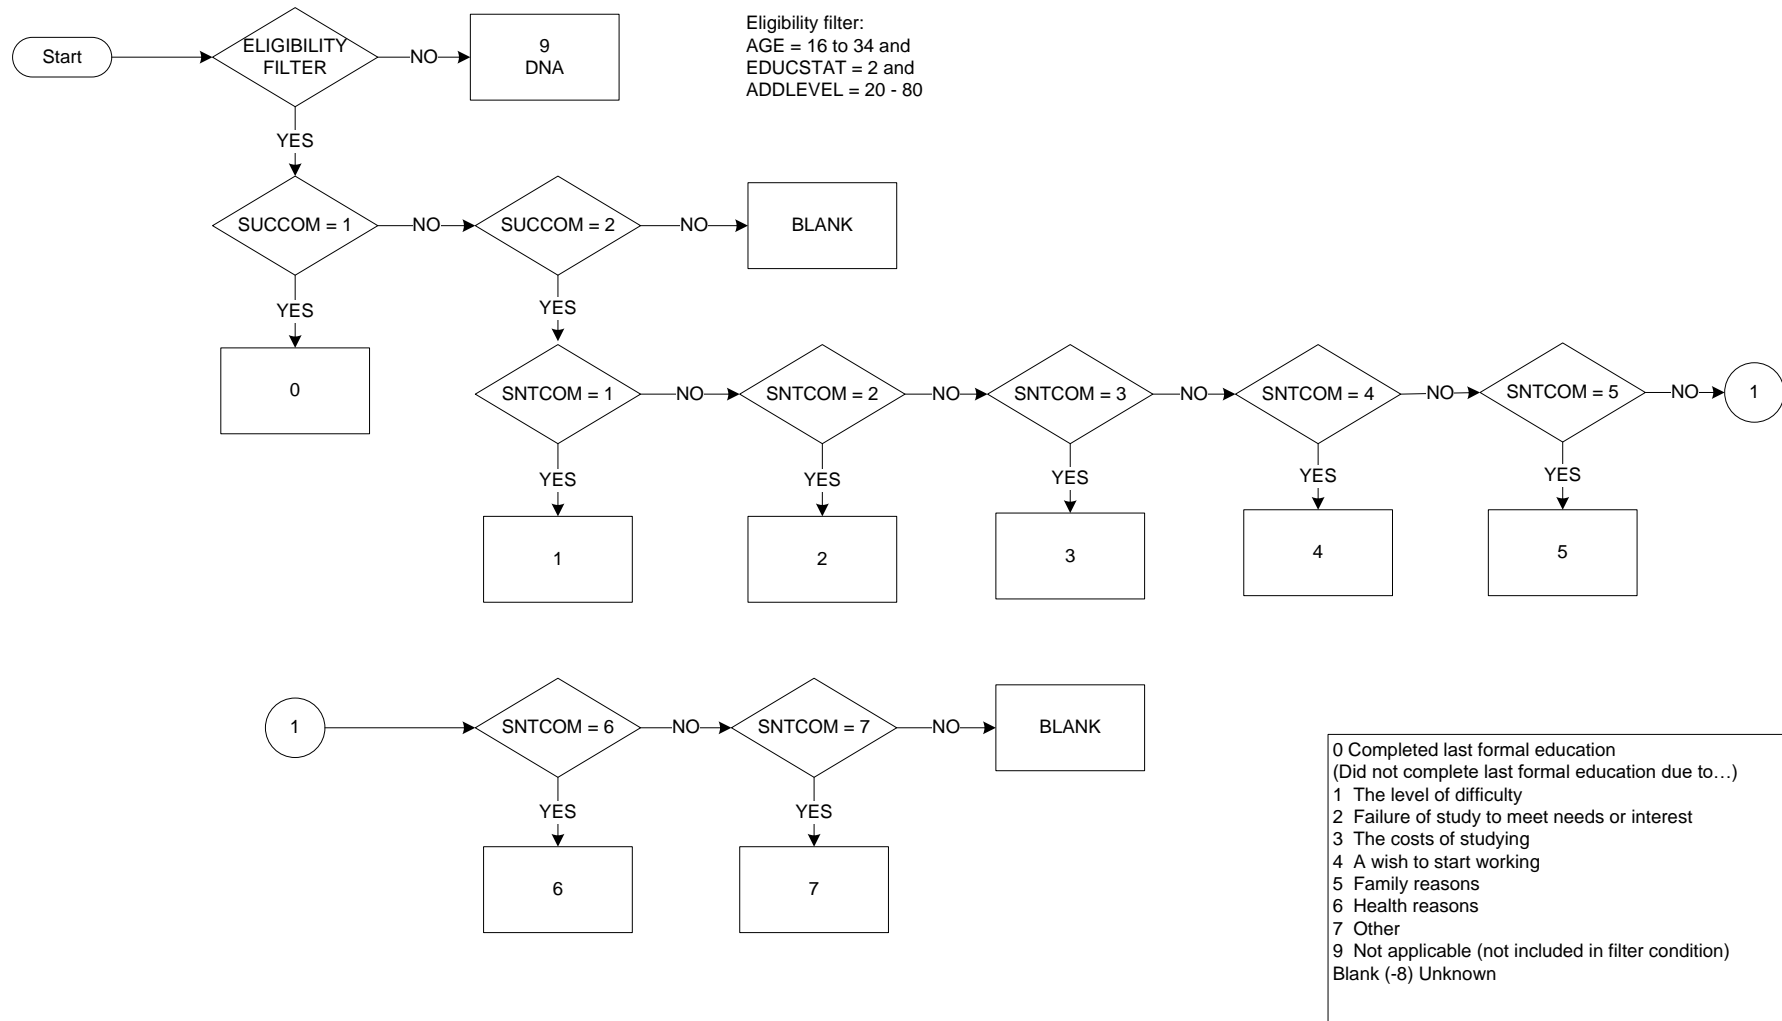 Start
ELIGIBILITY
FILTER
NO
9
DNA
Eligibility filter:
AGE = 16 to 34 and
EDUCSTAT = 2 and
ADDLEVEL = 20 - 80
YES
SUCCOM = 1
NO
SUCCOM = 2
NO
BLANK
YES
YES
0
SNTCOM = 1
NO
SNTCOM = 2
NO
SNTCOM = 3
NO
SNTCOM = 4
NO
SNTCOM = 5
NO
1
YES
YES
YES
YES
YES
1
2
3
4
5
1
SNTCOM = 6
NO
SNTCOM = 7
NO
BLANK
YES
YES
6
7
0 Completed last formal education
(Did not complete last formal education due to…)
1 The level of difficulty
2 Failure of study to meet needs or interest
3 The costs of studying
4 A wish to start working
5 Family reasons
6 Health reasons
7 Other
9 Not applicable (not included in filter condition)
Blank (-8) Unknown